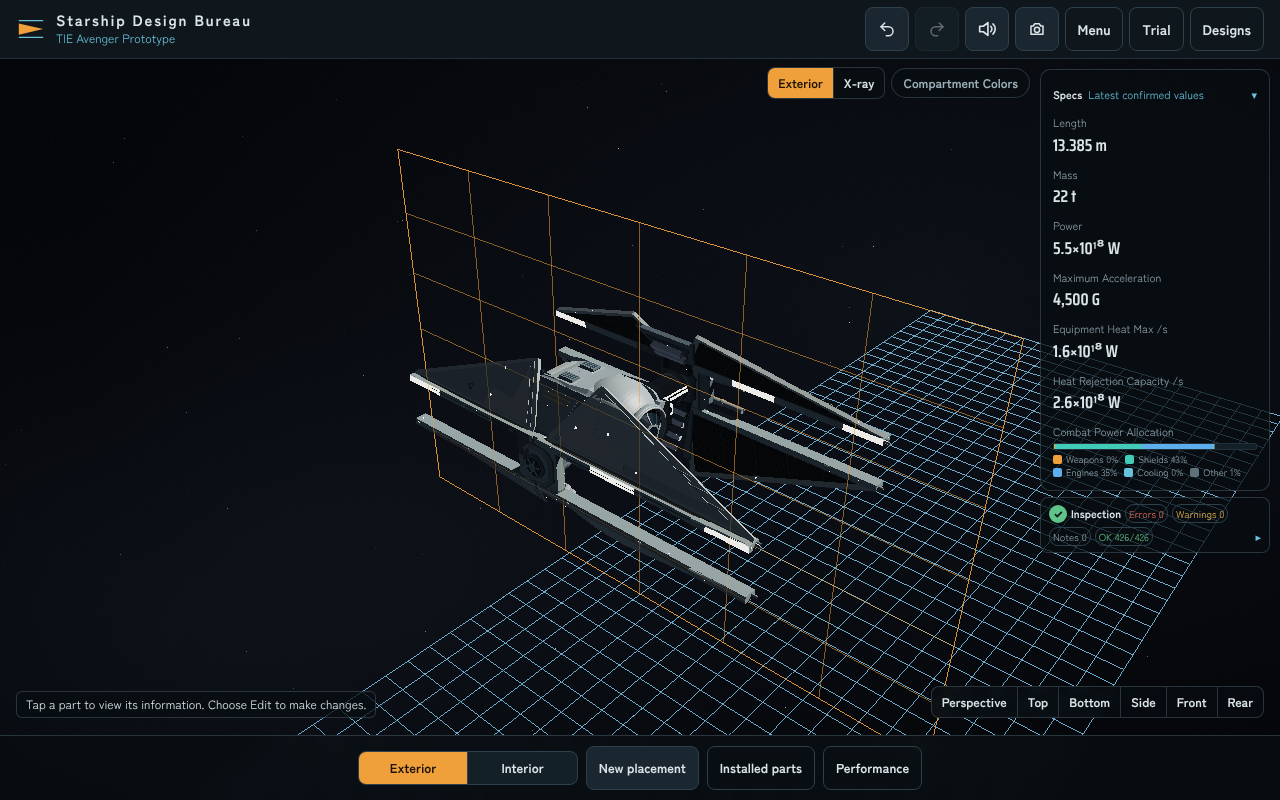 Starship Design Bureau
TIE Avenger Prototype
Menu
Trial
Designs
Exterior
X-ray
Compartment Colors
Specs Latest confirmed values
Length
13.385 m
Mass
22 t
Power
5.5×10¹⁸ W
Maximum Acceleration
4,500 G
Equipment Heat Max /s
1.6×10¹⁸ W
Heat Rejection Capacity /s
2.6×10¹⁸ W
Combat Power Allocation
Weapons 0% Shields 43%
Engines 35% Cooling 0% Other 1%
Inspection Errors 0 Warnings 0
Notes 0 OK 426/426
Tap a part to view its information. Choose Edit to make changes.
Perspective
Top
Bottom
Side
Front
Rear
Exterior
Interior
New placement
Installed parts
Performance